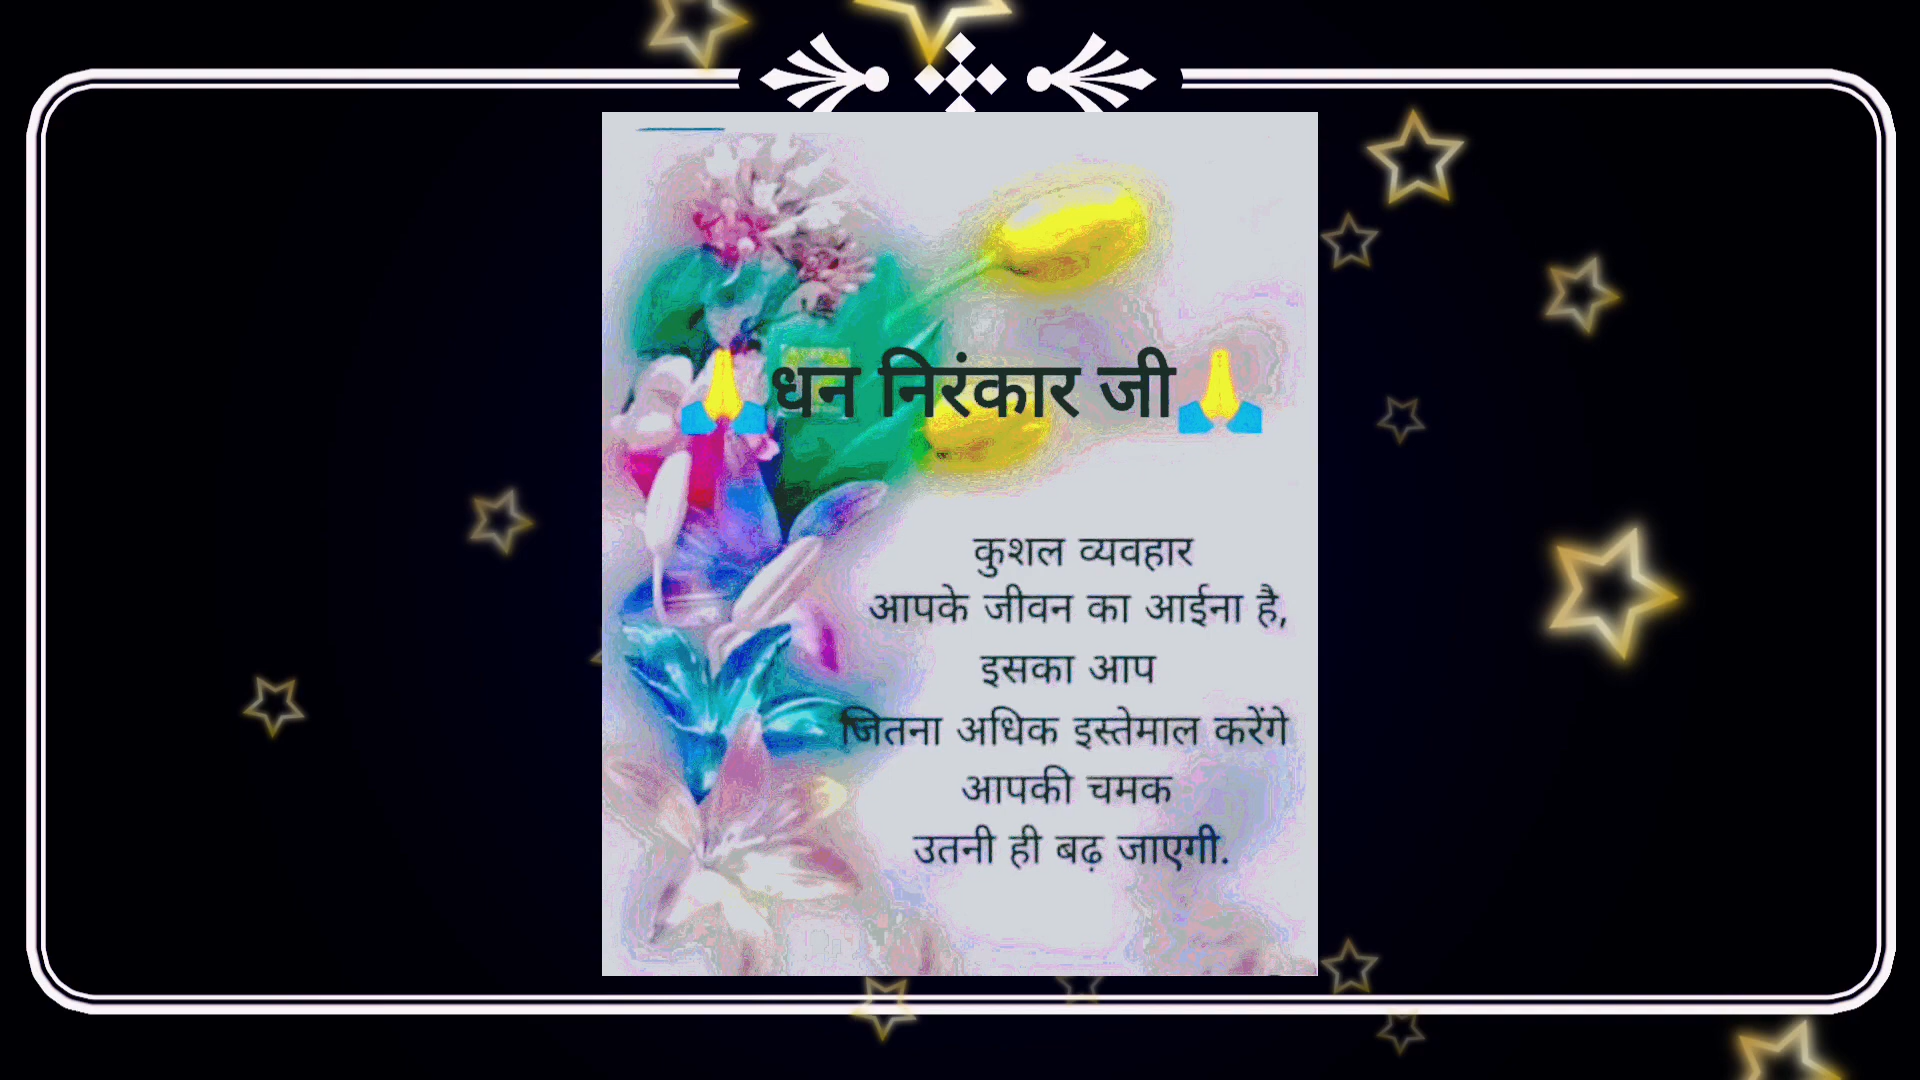 🙏धन निरंकार जी🙏
कुशल व्यवहार
आपके जीवन का आईना है,
इसका आप
जितना अधिक इस्तेमाल करेंगे
आपकी चमक
उतनी ही बढ़ जाएगी.